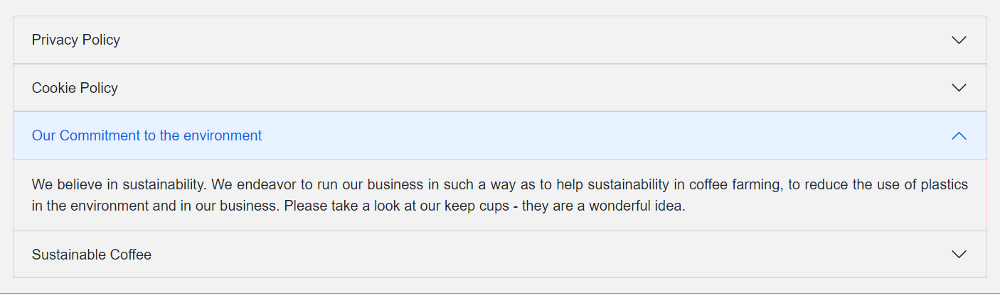 Privacy Policy
Cookie Policy
Our Commitment to the environment
We believe in sustainability. We endeavor to run our business in such a way as to help sustainability in coffee farming, to reduce the use of plastics
in the environment and in our business. Please take a look at our keep cups - they are a wonderful idea.
Sustainable Coffee